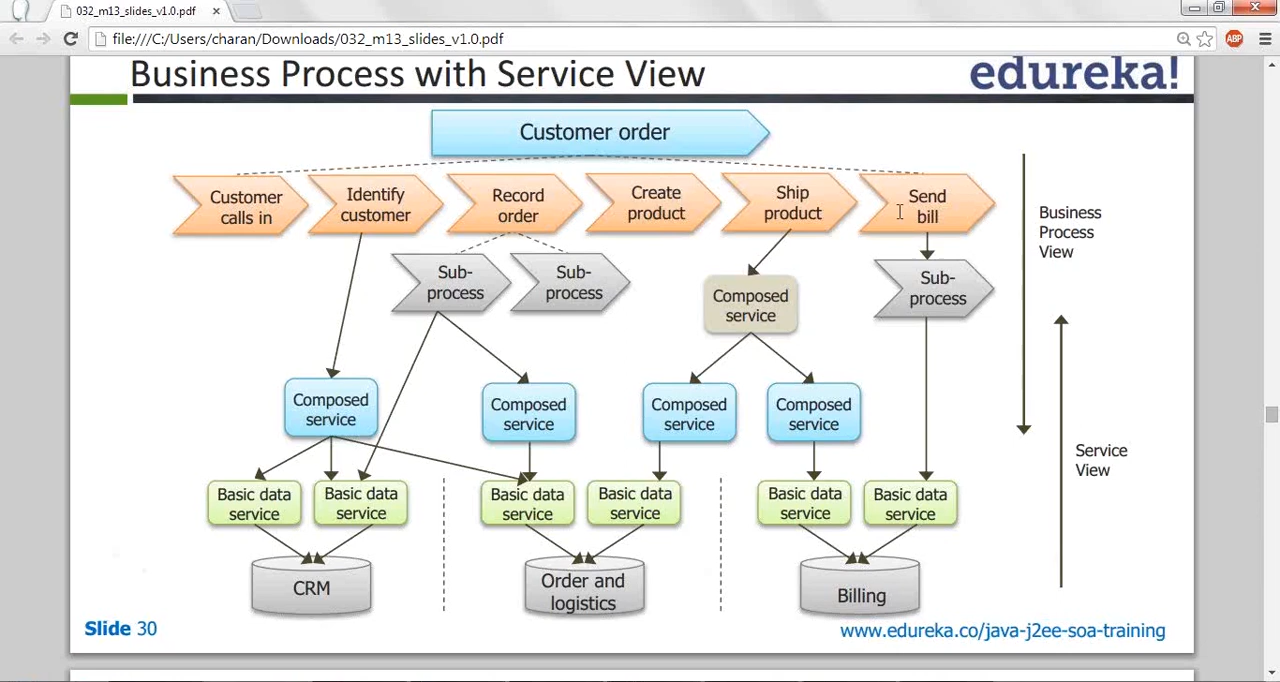 032_m13_slides_v1.0.pdf
file:///C:/Users/charan/Downloads/032_m13_slides_v1.0.pdf
ABP
Business Process with Service View
edureka!
Customer order
Customer
calls in
Identify
customer
Record
order
Create
product
Ship
product
Send
bill
Business
Process
View
Sub-
process
Sub-
process
Composed
service
Sub-
process
Composed
service
Composed
service
Composed
service
Composed
service
Service
View
Basic data
service
Basic data
service
Basic data
service
Basic data
service
Basic data
service
Basic data
service
CRM
Order and
logistics
Billing
Slide 30
www.edureka.co/java-j2ee-soa-training